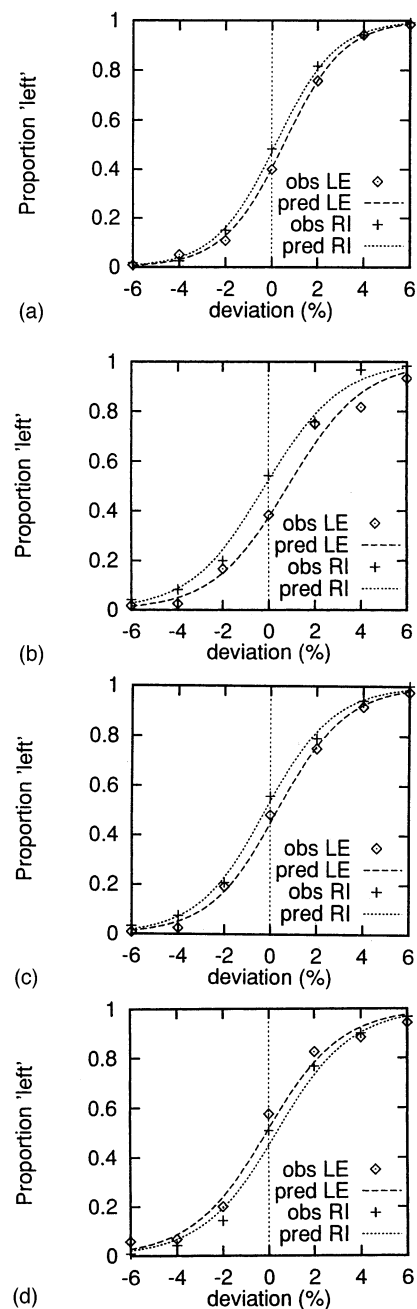 1
0.8
0.6
0.4
0.2
0
Proportion 'left'
obs LE
pred LE
obs RI
pred RI
-6 -4 -2 0 2 4 6
deviation (%)
(a)
1
0.8
0.6
0.4
0.2
0
Proportion 'left'
obs LE
pred LE
obs RI
pred RI
-6 -4 -2 0 2 4 6
deviation (%)
(b)
1
0.8
0.6
0.4
0.2
0
Proportion 'left'
obs LE
pred LE
obs RI
pred RI
-6 -4 -2 0 2 4 6
deviation (%)
(c)
1
0.8
0.6
0.4
0.2
0
Proportion 'left'
obs LE
pred LE
obs RI
pred RI
-6 -4 -2 0 2 4 6
deviation (%)
(d)